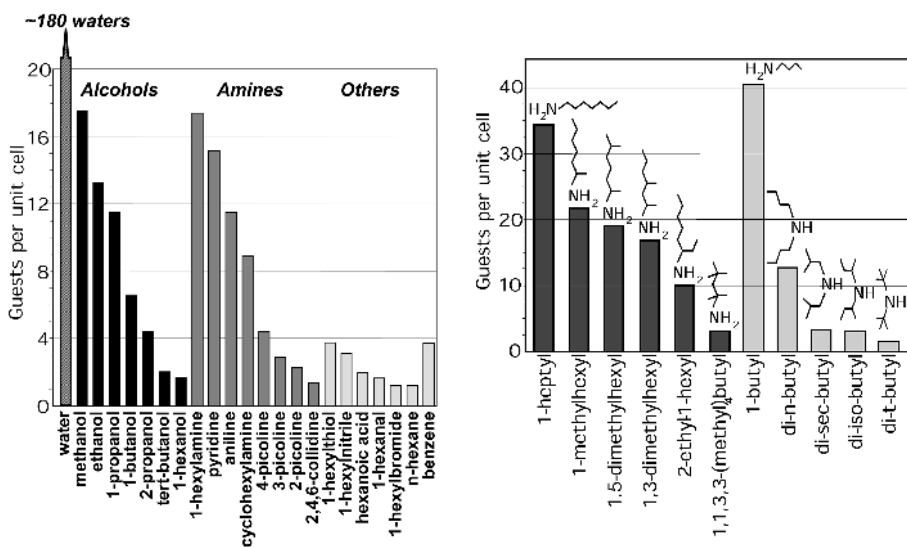 ~180 waters
20
16
12
8
4
0
Guests per unit cell
Alcohols
Amines
Others
water
methanol
ethanol
1-propanol
1-butanol
2-propanol
tert-butanol
1-hexanol
1-hexylamine
pyridine
aniline
cyclohexylamine
4-picoline
3-picoline
2-picoline
2,4,6-collidine
1-hexylthiol
1-hexylnitrile
hexanoic acid
1-hexanal
1-hexylbromide
n-hexane
benzene
40
30
20
10
0
Guests per unit cell
H2N
NH2
NH2
NH2
NH2
NH2
H2N
NH
NH
NH
NH
1-heptyl
1-methylhexyl
1.5-dimethylhexyl
1,3-dimethylhexyl
2-ethyl-1-hexyl
1,1,3,3-(methyl)4butyl
1-butyl
di-n-butyl
di-sec-butyl
di-iso-butyl
di-t-butyl